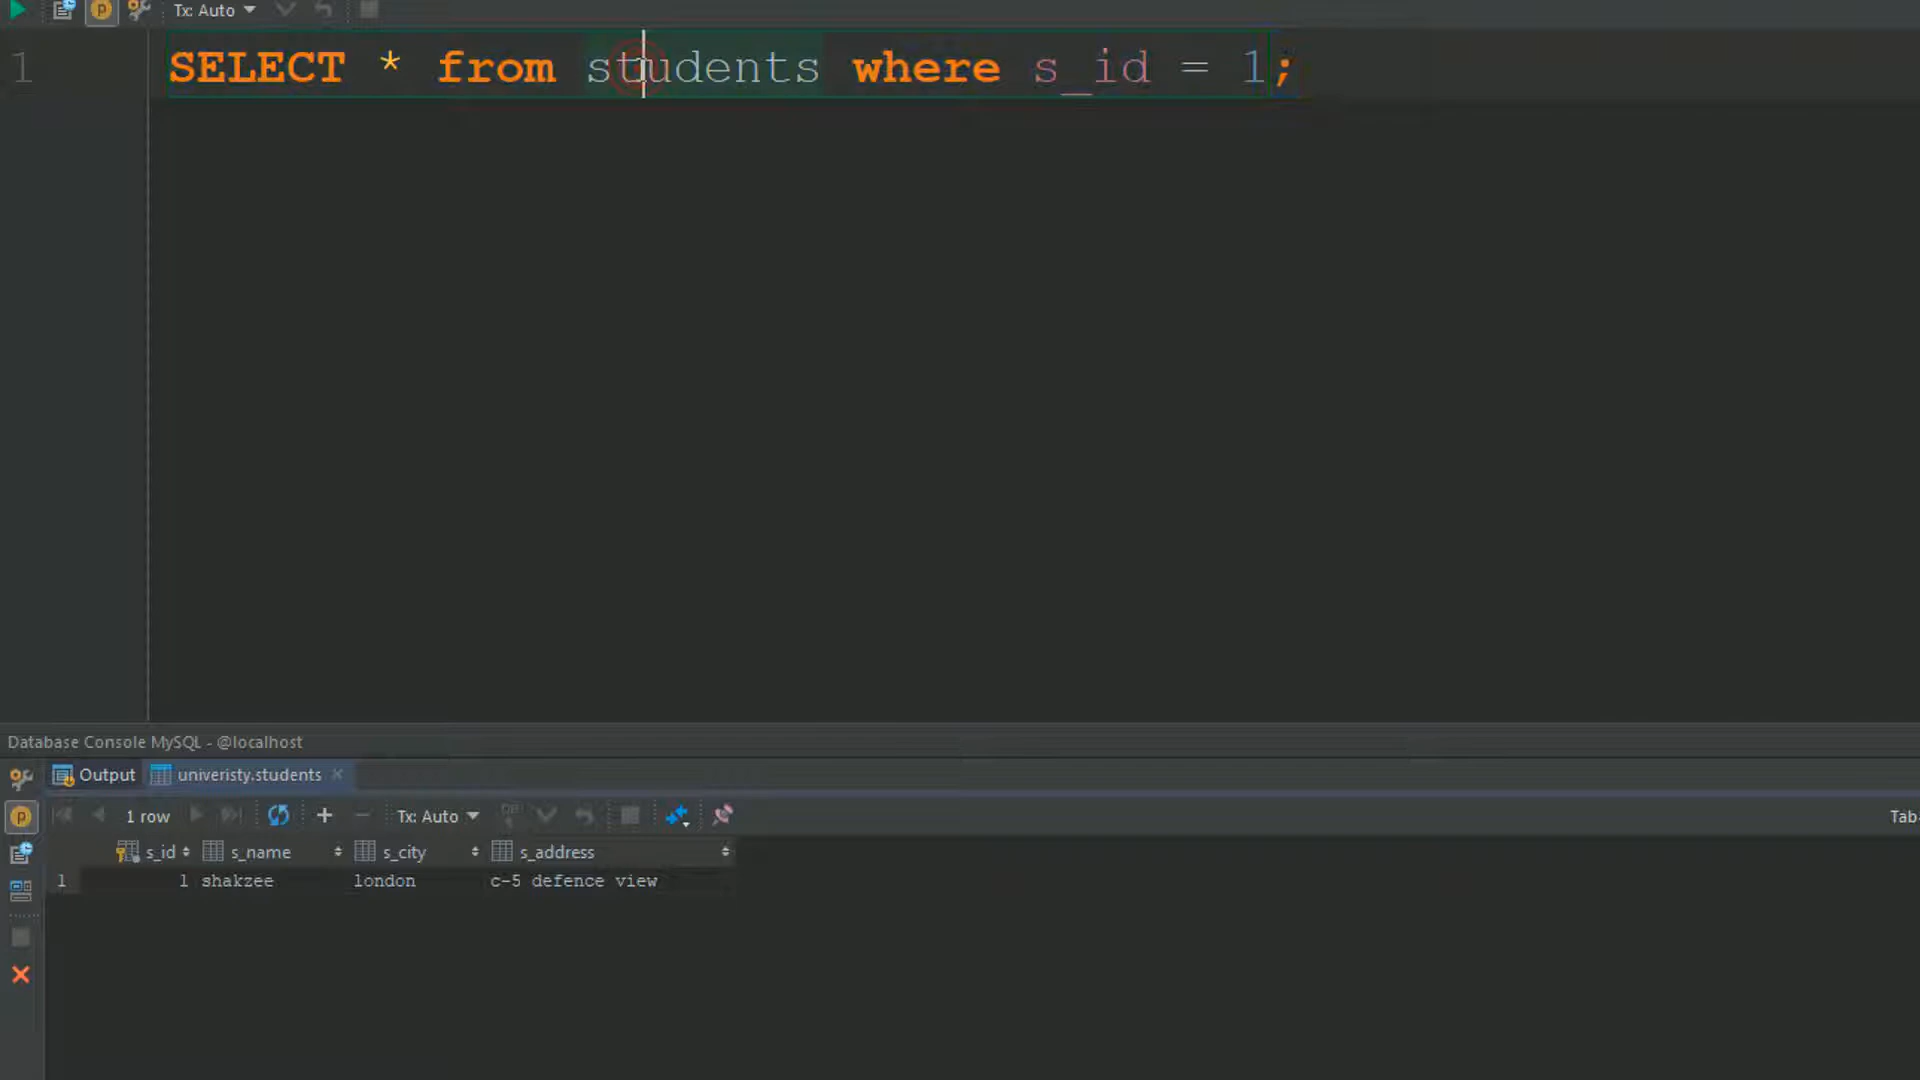 Tx: Auto
1 SELECT * from students where s_id = 1;
Database Console MySQL - @localhost
Output univeristy.students
1 row Tx: Auto Tab-
s_id s_name s_city s_address
1 1 shakzee london c-5 defence view